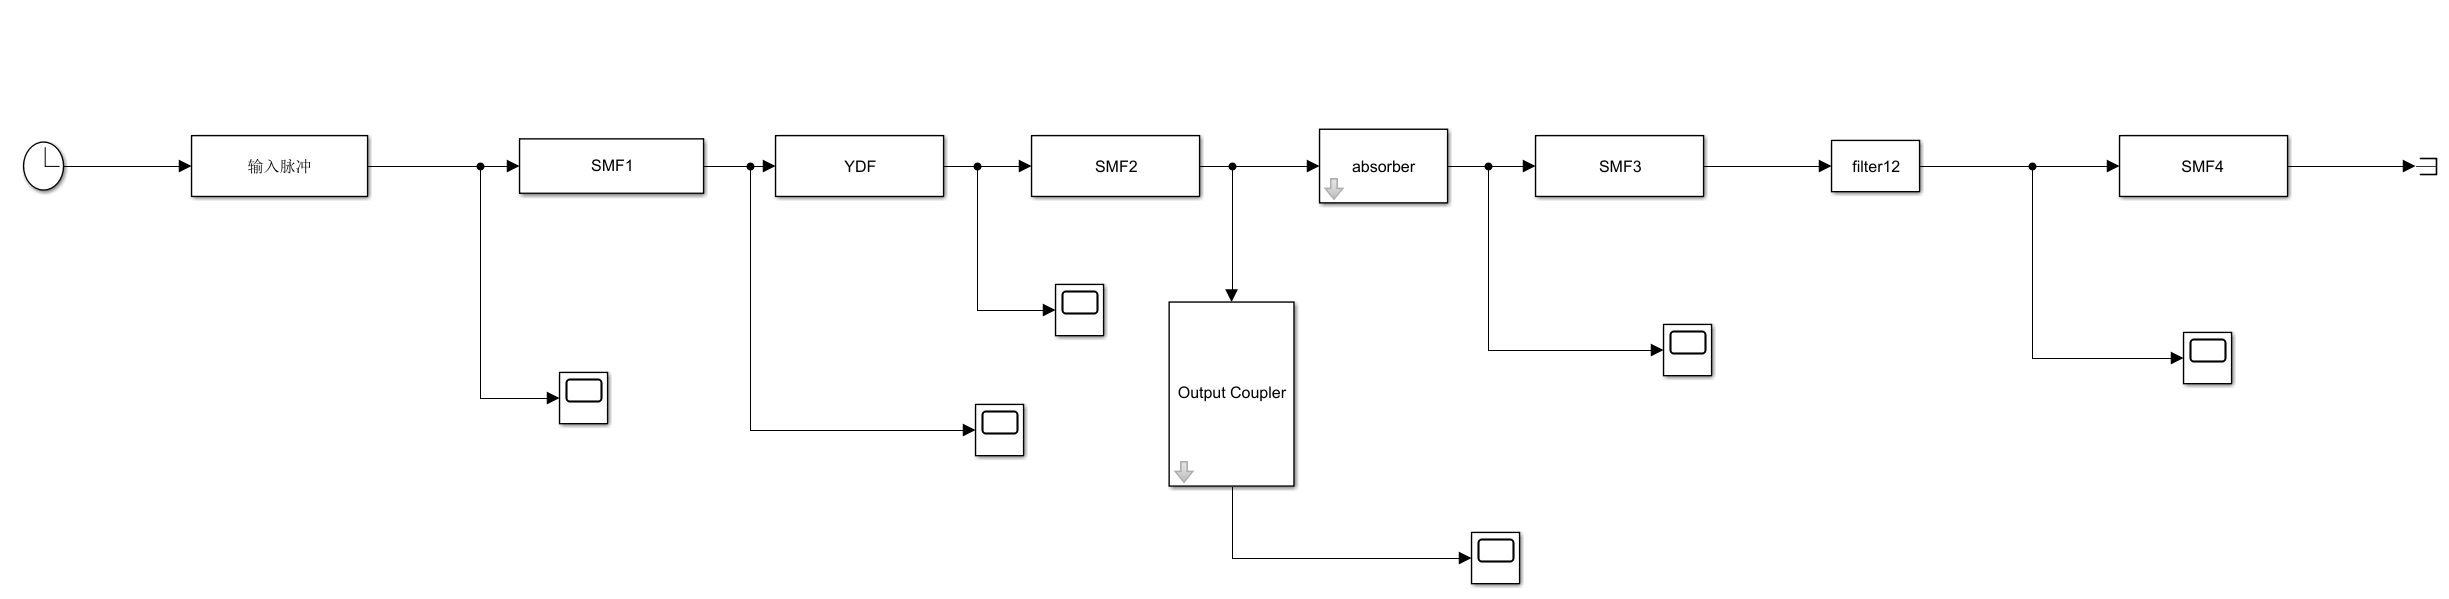 输入脉冲
SMF1
YDF
SMF2
absorber
SMF3
filter12
SMF4
Output Coupler